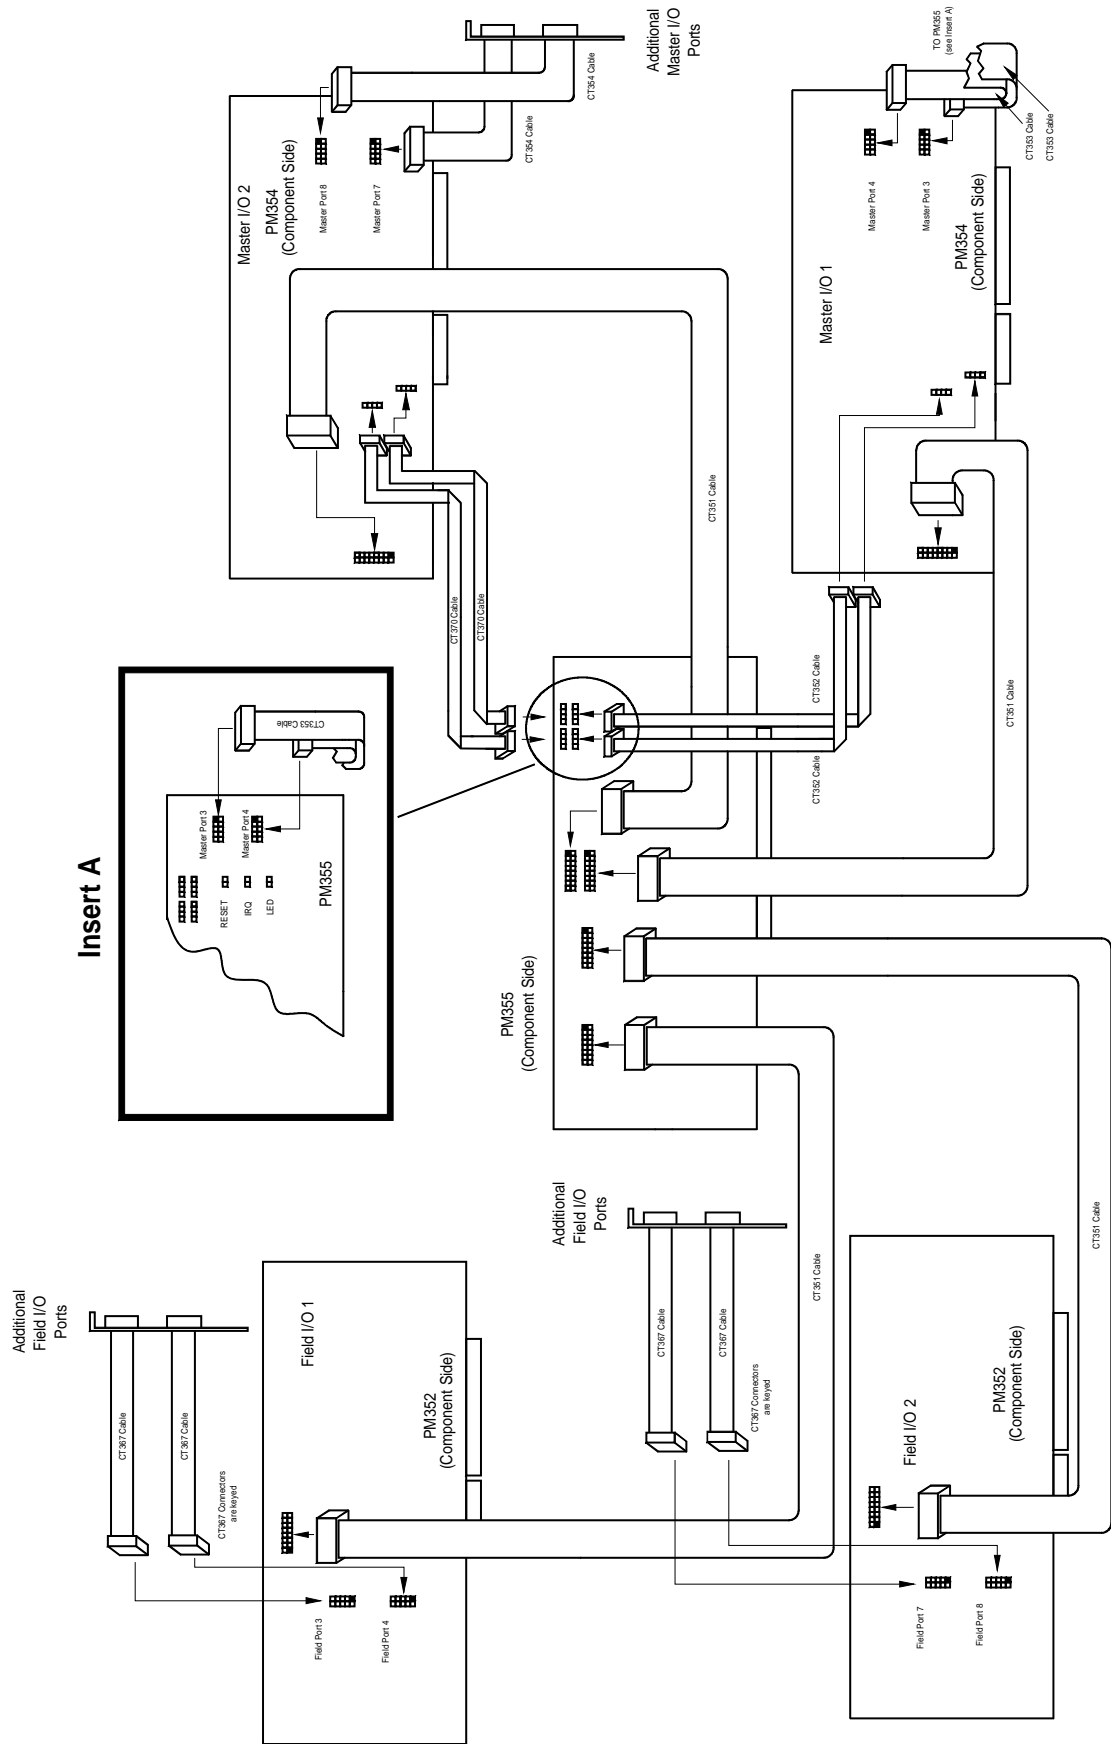 Additional
Master I/O
Ports
CT354 Cable
CT354 Cable
Master I/O 2
PM354
(Component Side)
Master Port 8
Master Port 7
CT351 Cable
CT370 Cable
CT370 Cable
TO PM355
(see Insert A)
CT353 Cable
CT353 Cable
Master Port 4
Master Port 3
Master I/O 1
PM354
(Component Side)
CT352 Cable
CT352 Cable
CT351 Cable
Insert A
CT353 Cable
Master Port 3
Master Port 4
RESET
IRQ
LED
PM355
PM355
(Component Side)
Additional
Field I/O
Ports
CT367 Cable
CT367 Cable
CT367 Connectors
are keyed
Field I/O 1
PM352
(Component Side)
Field Port 3
Field Port 4
Additional
Field I/O
Ports
CT367 Cable
CT367 Cable
CT367 Connectors
are keyed
CT351 Cable
CT351 Cable
Field I/O 2
PM352
(Component Side)
Field Port 7
Field Port 8